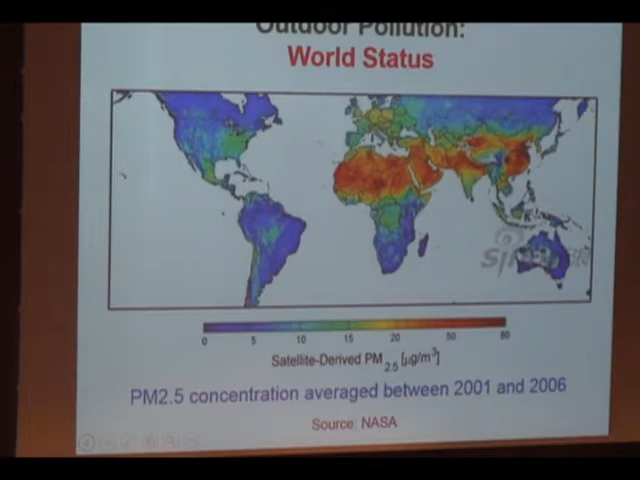 Outdoor Pollution:
World Status
0 5 10 15 20 50 80
Satellite-Derived PM2.5 [µg/m3]
PM2.5 concentration averaged between 2001 and 2006
Source: NASA